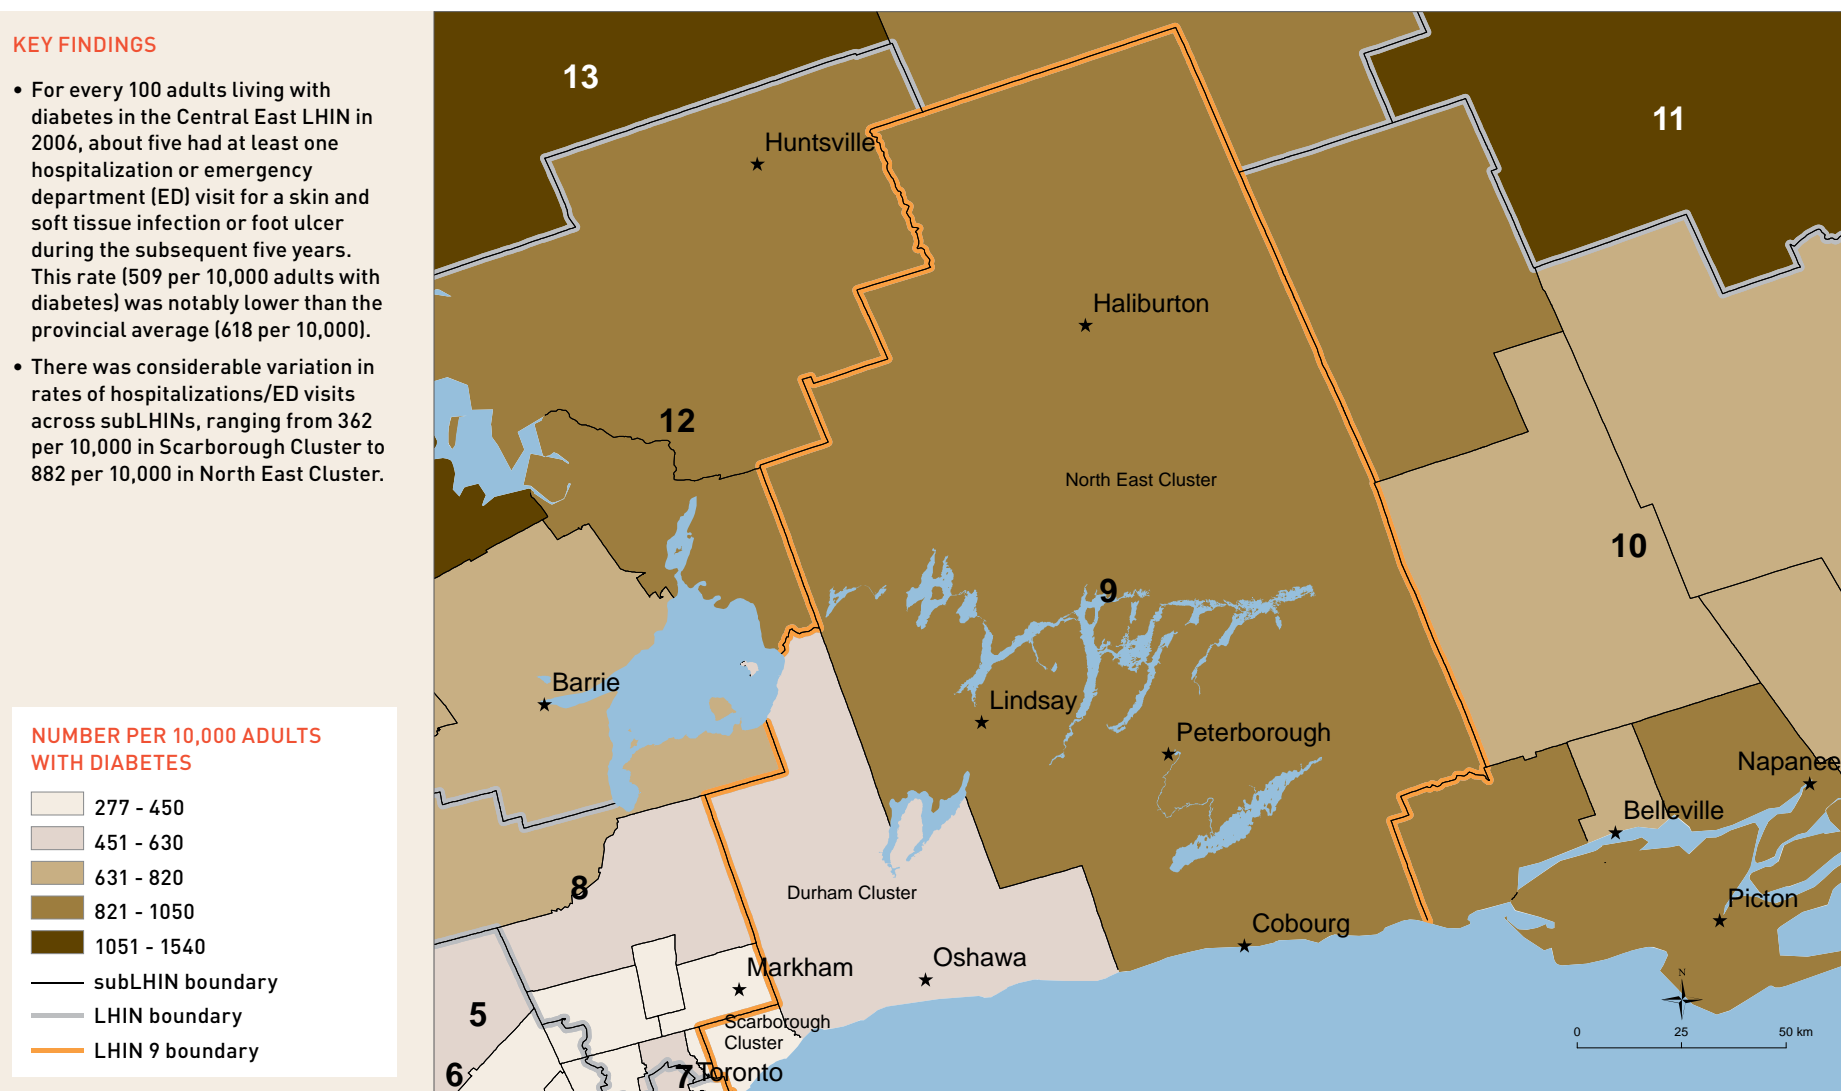 KEY FINDINGS
• For every 100 adults living with
diabetes in the Central East LHIN in
2006, about five had at least one
hospitalization or emergency
department (ED) visit for a skin and
soft tissue infection or foot ulcer
during the subsequent five years.
This rate (509 per 10,000 adults with
diabetes) was notably lower than the
provincial average (618 per 10,000).
• There was considerable variation in
rates of hospitalizations/ED visits
across subLHINs, ranging from 362
per 10,000 in Scarborough Cluster to
882 per 10,000 in North East Cluster.
NUMBER PER 10,000 ADULTS
WITH DIABETES
277 - 450
451 - 630
631 - 820
821 - 1050
1051 - 1540
subLHIN boundary
LHIN boundary
LHIN 9 boundary
13
11
Huntsville
Haliburton
12
North East Cluster
10
9
Barrie
Lindsay
Peterborough
Napanee
Belleville
8
Durham Cluster
Picton
Cobourg
Oshawa
Markham
N
5
Scarborough
Cluster
0 25 50 km
6
7
Toronto